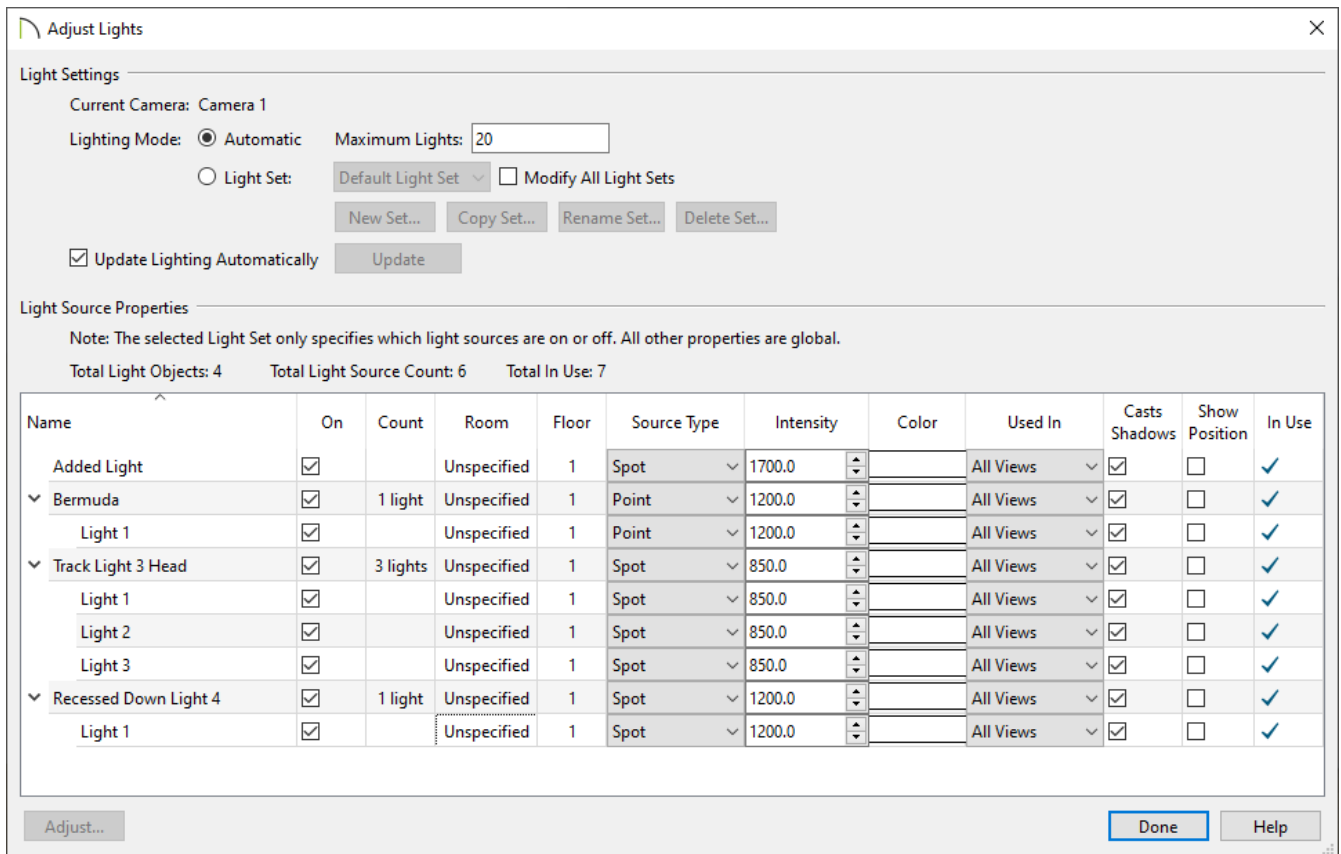 Adjust Lights
Light Settings
Current Camera: Camera 1
Lighting Mode: Automatic Maximum Lights: 20
Light Set: Default Light Set Modify All Light Sets
New Set... Copy Set... Rename Set... Delete Set...
Update Lighting Automatically Update
Light Source Properties
Note: The selected Light Set only specifies which light sources are on or off. All other properties are global.
Total Light Objects: 4 Total Light Source Count: 6 Total In Use: 7
Name On Count Room Floor Source Type Intensity Color Used In Casts Shadows Show Position In Use
Added Light Unspecified 1 Spot 1700.0 All Views
Bermuda 1 light Unspecified 1 Point 1200.0 All Views
Light 1 Unspecified 1 Point 1200.0 All Views
Track Light 3 Head 3 lights Unspecified 1 Spot 850.0 All Views
Light 1 Unspecified 1 Spot 850.0 All Views
Light 2 Unspecified 1 Spot 850.0 All Views
Light 3 Unspecified 1 Spot 850.0 All Views
Recessed Down Light 4 1 light Unspecified 1 Spot 1200.0 All Views
Light 1 Unspecified 1 Spot 1200.0 All Views
Adjust... Done Help